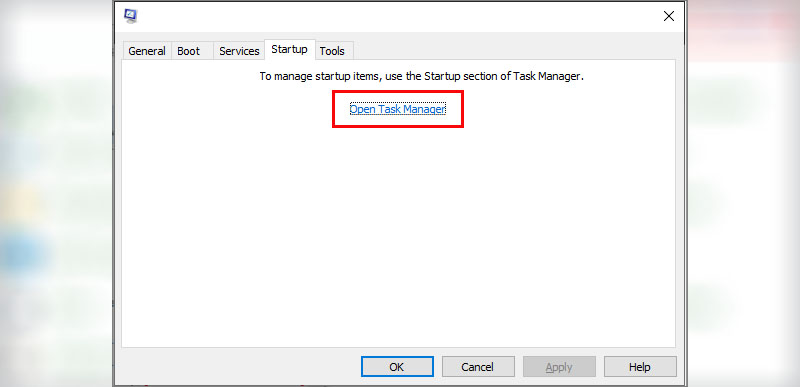 General Boot Services Startup Tools
To manage startup items, use the Startup section of Task Manager.
Open Task Manager
OK Cancel Apply Help